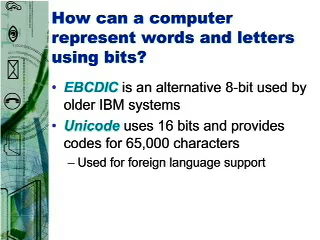 How can a computer
represent words and letters
using bits?
• EBCDIC is an alternative 8-bit used by
older IBM systems
• Unicode uses 16 bits and provides
codes for 65,000 characters
– Used for foreign language support